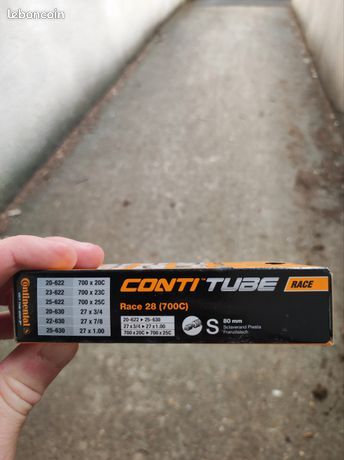 leboncoin
Continental
20-622 700 x 20C
23-622 700 x 23C
25-622 700 x 25C
20-630 27 x 3/4
22-630 27 x 7/8
25-630 27 x 1.00
CONTI TUBE RACE
Race 28 (700C)
20-622 ▸ 25-630
27 x 3/4 ▸ 27 x 1.00
700 x 20C ▸ 700 x 25C
S 80 mm
Sclaverand Presta
Französisch